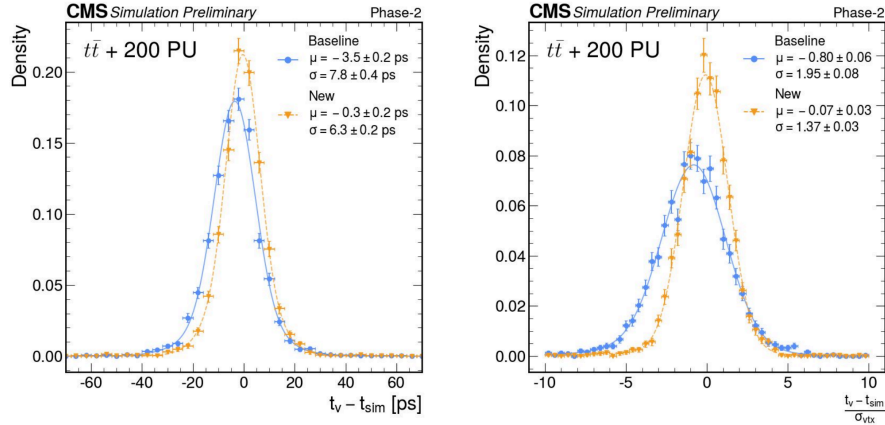 CMS Simulation Preliminary Phase-2
Density
tt̄ + 200 PU
Baseline
μ = − 3.5 ± 0.2 ps
σ = 7.8 ± 0.4 ps
New
μ = − 0.3 ± 0.2 ps
σ = 6.3 ± 0.2 ps
0.20
0.15
0.10
0.05
0.00
−60 −40 −20 0 20 40 60
t_v − t_sim [ps]
CMS Simulation Preliminary Phase-2
Density
tt̄ + 200 PU
Baseline
μ = − 0.80 ± 0.06
σ = 1.95 ± 0.08
New
μ = − 0.07 ± 0.03
σ = 1.37 ± 0.03
0.12
0.10
0.08
0.06
0.04
0.02
0.00
−10 −5 0 5 10
t_v − t_sim
σ_vtx